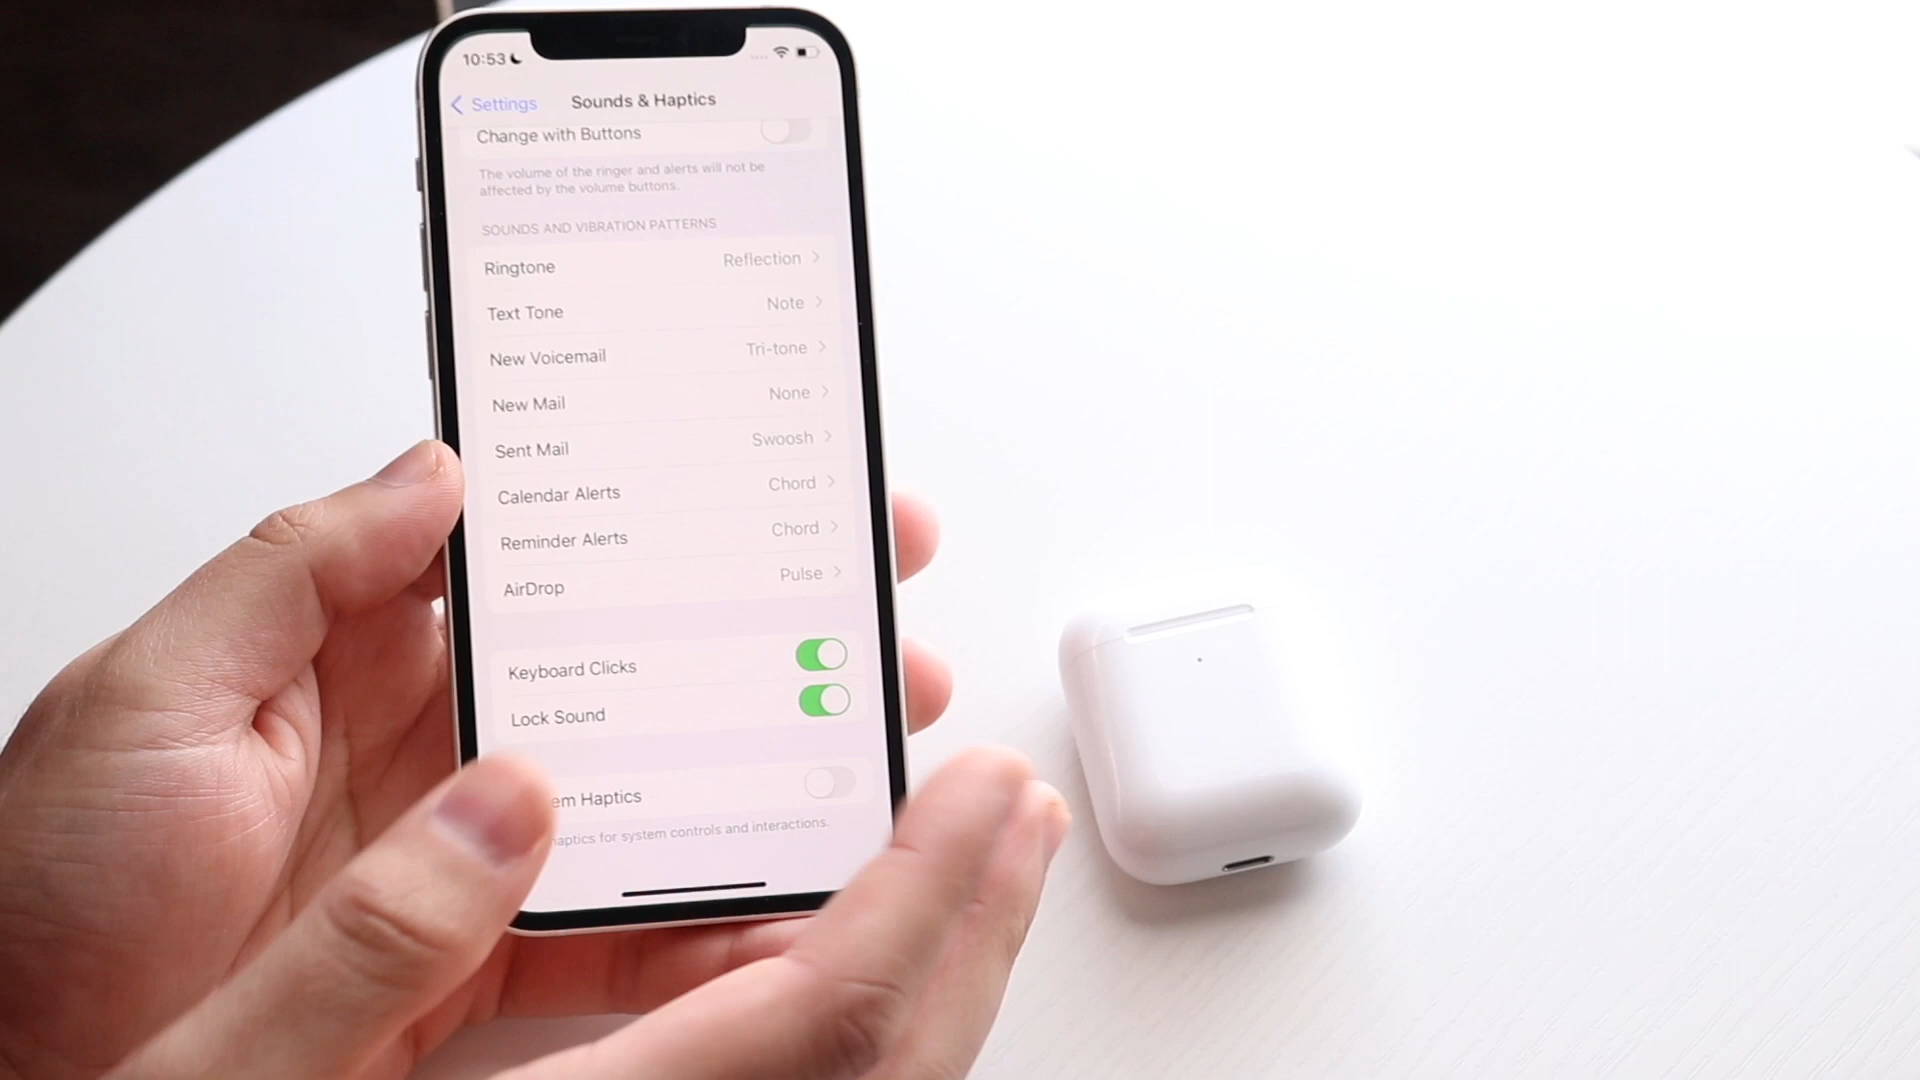 10:53
Settings Sounds & Haptics
Change with Buttons
The volume of the ringer and alerts will not be
affected by the volume buttons.
SOUNDS AND VIBRATION PATTERNS
Ringtone Reflection
Text Tone Note
New Voicemail Tri-tone
New Mail None
Sent Mail Swoosh
Calendar Alerts Chord
Reminder Alerts Chord
AirDrop Pulse
Keyboard Clicks
Lock Sound
em Haptics
haptics for system controls and interactions.